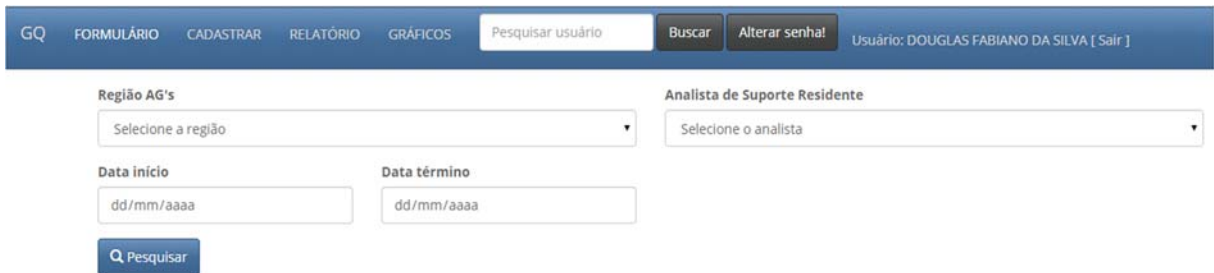 GQ FORMULÁRIO CADASTRAR RELATÓRIO GRÁFICOS Pesquisar usuário Buscar Alterar senha! Usuário: DOUGLAS FABIANO DA SILVA [ Sair ]
Região AG's Analista de Suporte Residente
Selecione a região Selecione o analista
Data início Data término
dd/mm/aaaa dd/mm/aaaa
Pesquisar